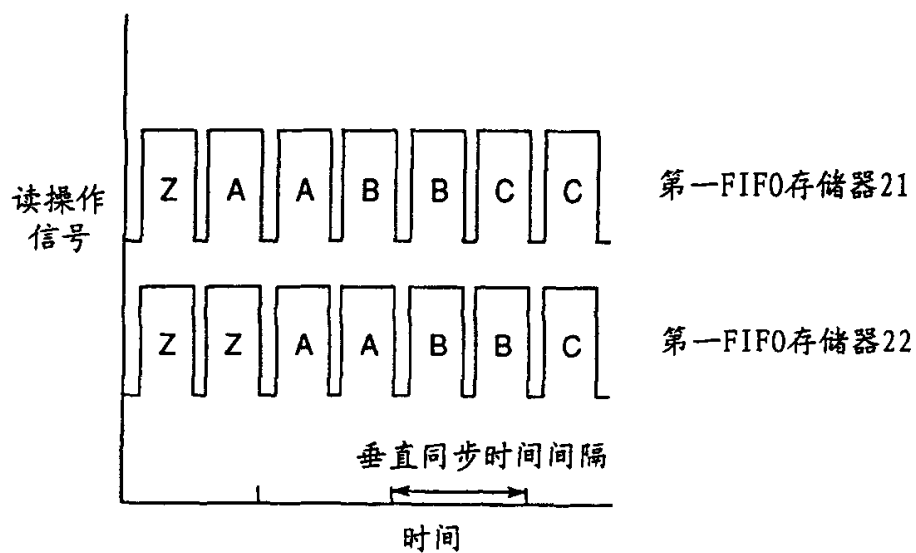 读操作
信号
Z A A B B C C
第一FIFO存储器21
Z Z A A B B C
第一FIFO存储器22
垂直同步时间间隔
时间